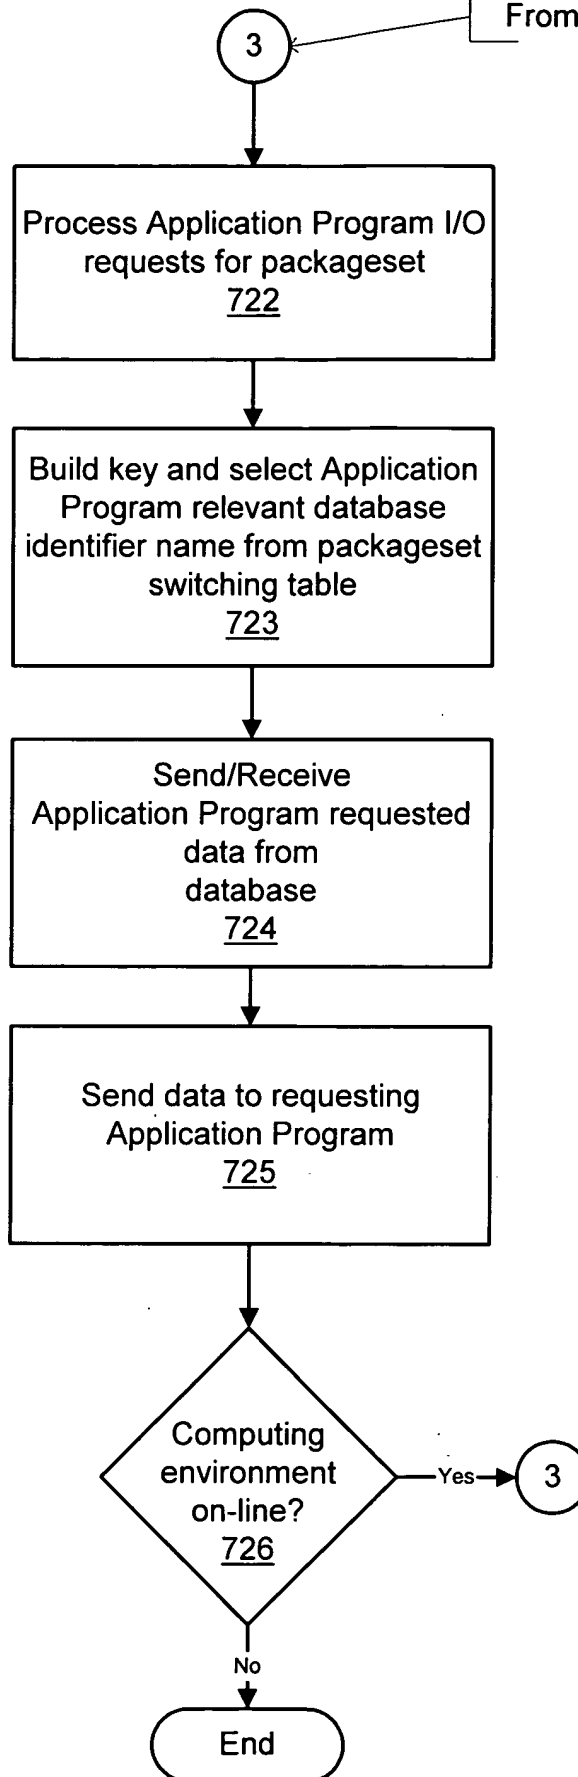 From
3
Process Application Program I/O
requests for packageset
722
Build key and select Application
Program relevant database
identifier name from packageset
switching table
723
Send/Receive
Application Program requested
data from
database
724
Send data to requesting
Application Program
725
Computing
environment
on-line?
726
Yes
3
No
End